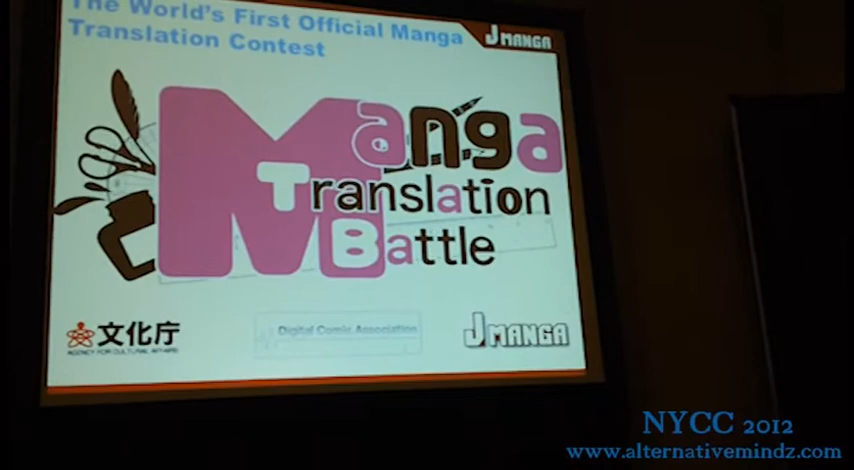 The World's First Official Manga
Translation Contest
JMANGA
Manga
Translation
Battle
文化庁
AGENCY FOR CULTURAL AFFAIRS
Digital Comic Association
JMANGA
NYCC 2012
www.alternativemindz.com